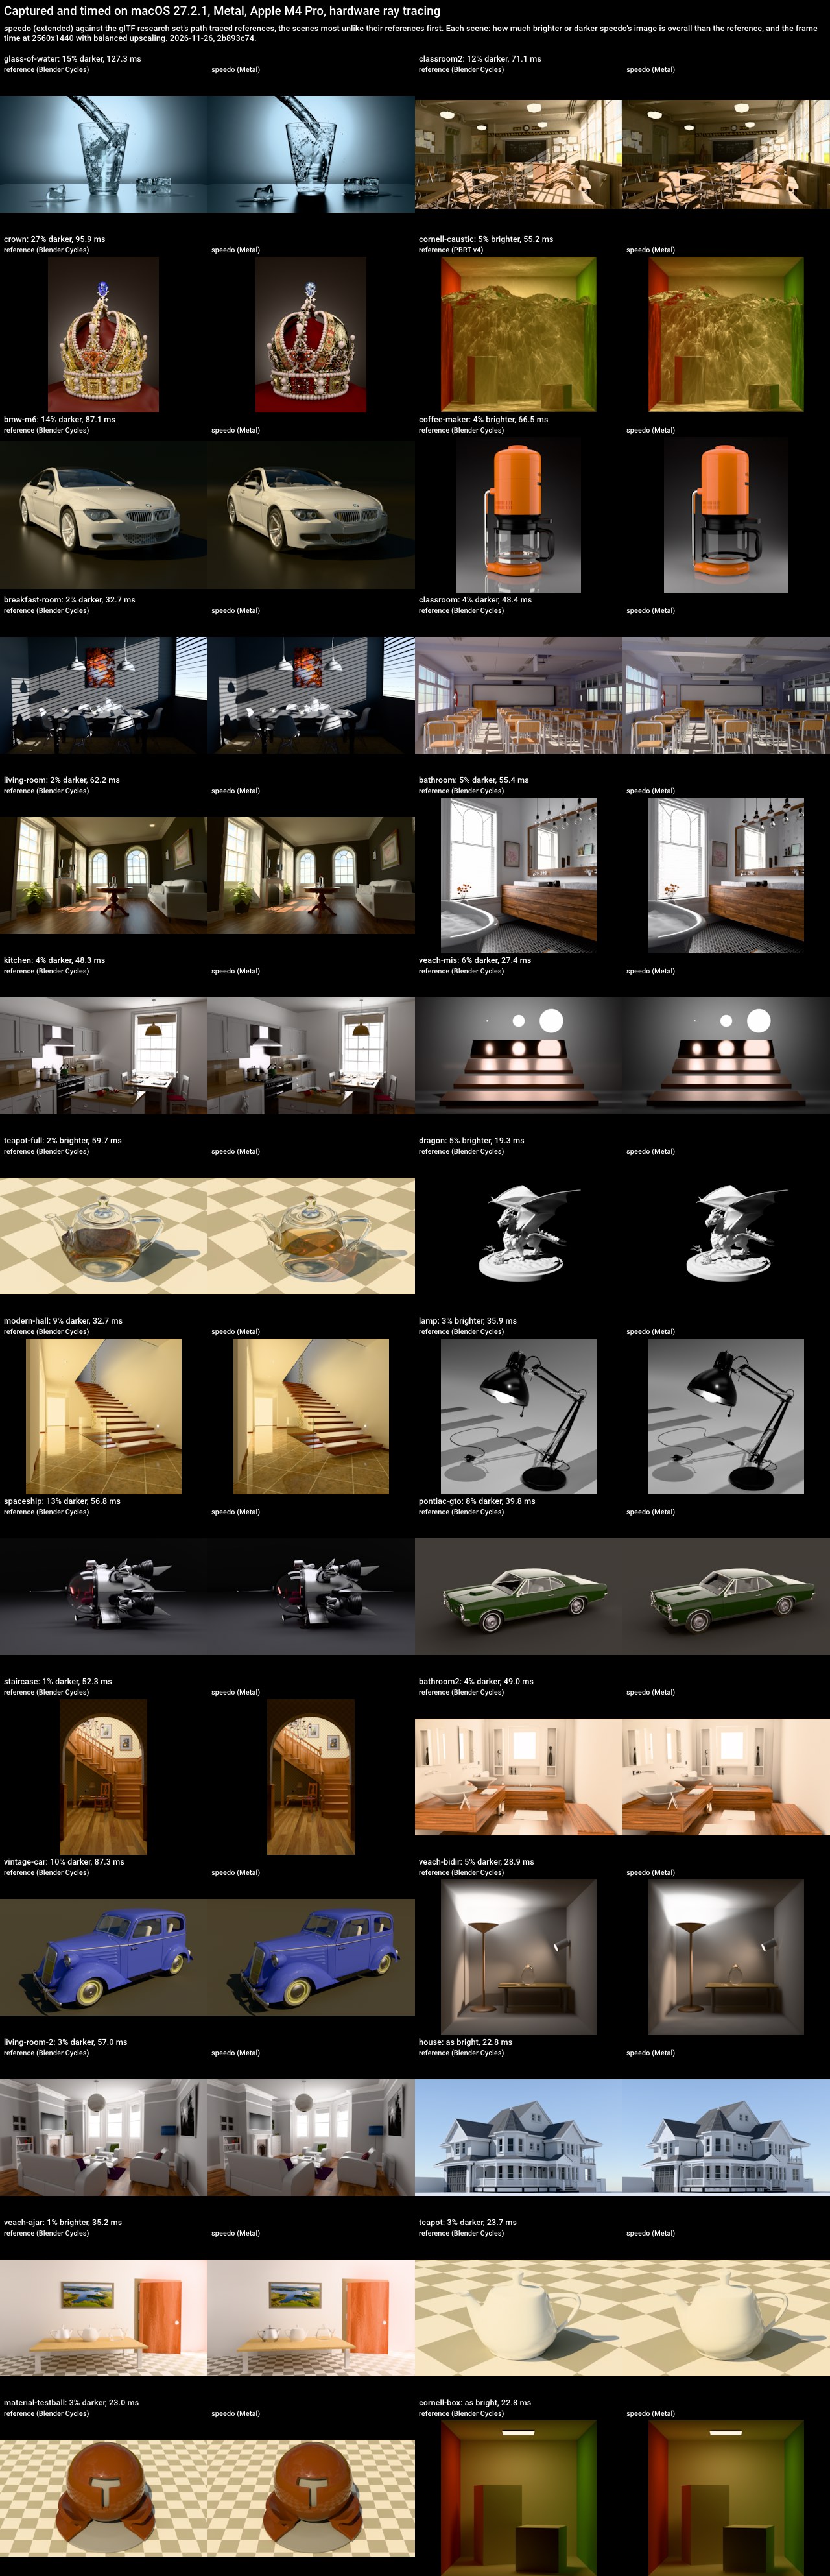 Captured and timed on macOS 27.2.1, Metal, Apple M4 Pro, hardware ray tracing
speedo (extended) against the glTF research set's path traced references, the scenes most unlike their references first. Each scene: how much brighter or darker speedo's image is overall than the reference, and the frame
time at 2560x1440 with balanced upscaling. 2026-11-26, 2b893c74.
glass-of-water: 15% darker, 127.3 ms
reference (Blender Cycles)
speedo (Metal)
classroom2: 12% darker, 71.1 ms
reference (Blender Cycles)
speedo (Metal)
crown: 27% darker, 95.9 ms
reference (Blender Cycles)
speedo (Metal)
cornell-caustic: 5% brighter, 55.2 ms
reference (PBRT v4)
speedo (Metal)
bmw-m6: 14% darker, 87.1 ms
reference (Blender Cycles)
speedo (Metal)
coffee-maker: 4% brighter, 66.5 ms
reference (Blender Cycles)
speedo (Metal)
breakfast-room: 2% darker, 32.7 ms
reference (Blender Cycles)
speedo (Metal)
classroom: 4% darker, 48.4 ms
reference (Blender Cycles)
speedo (Metal)
living-room: 2% darker, 62.2 ms
reference (Blender Cycles)
speedo (Metal)
bathroom: 5% darker, 55.4 ms
reference (Blender Cycles)
speedo (Metal)
kitchen: 4% darker, 48.3 ms
reference (Blender Cycles)
speedo (Metal)
veach-mis: 6% darker, 27.4 ms
reference (Blender Cycles)
speedo (Metal)
teapot-full: 2% brighter, 59.7 ms
reference (Blender Cycles)
speedo (Metal)
dragon: 5% brighter, 19.3 ms
reference (Blender Cycles)
speedo (Metal)
modern-hall: 9% darker, 32.7 ms
reference (Blender Cycles)
speedo (Metal)
lamp: 3% brighter, 35.9 ms
reference (Blender Cycles)
speedo (Metal)
spaceship: 13% darker, 56.8 ms
reference (Blender Cycles)
speedo (Metal)
pontiac-gto: 8% darker, 39.8 ms
reference (Blender Cycles)
speedo (Metal)
staircase: 1% darker, 52.3 ms
reference (Blender Cycles)
speedo (Metal)
bathroom2: 4% darker, 49.0 ms
reference (Blender Cycles)
speedo (Metal)
vintage-car: 10% darker, 87.3 ms
reference (Blender Cycles)
speedo (Metal)
veach-bidir: 5% darker, 28.9 ms
reference (Blender Cycles)
speedo (Metal)
living-room-2: 3% darker, 57.0 ms
reference (Blender Cycles)
speedo (Metal)
house: as bright, 22.8 ms
reference (Blender Cycles)
speedo (Metal)
veach-ajar: 1% brighter, 35.2 ms
reference (Blender Cycles)
speedo (Metal)
teapot: 3% darker, 23.7 ms
reference (Blender Cycles)
speedo (Metal)
material-testball: 3% darker, 23.0 ms
reference (Blender Cycles)
speedo (Metal)
cornell-box: as bright, 22.8 ms
reference (Blender Cycles)
speedo (Metal)